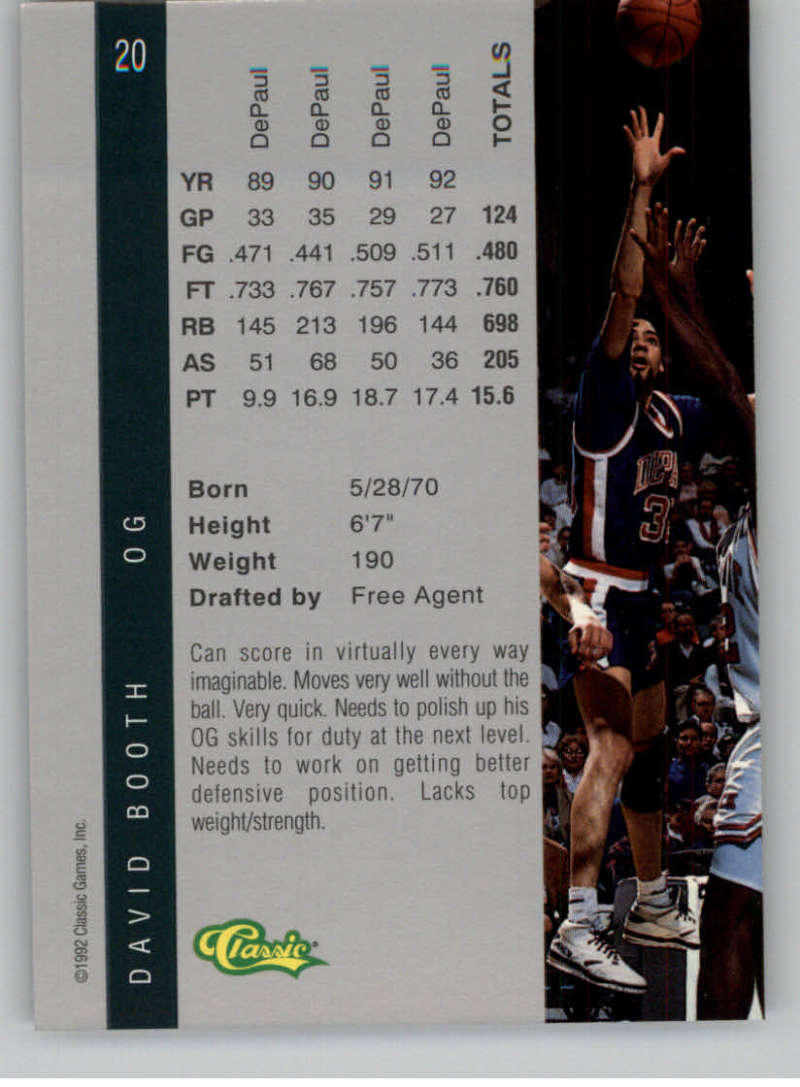 20
DePaul DePaul DePaul DePaul TOTALS
YR 89 90 91 92
GP 33 35 29 27 124
FG .471 .441 .509 .511 .480
FT .733 .767 .757 .773 .760
RB 145 213 196 144 698
AS 51 68 50 36 205
PT 9.9 16.9 18.7 17.4 15.6
Born 5/28/70
Height 6'7"
Weight 190
Drafted by Free Agent
Can score in virtually every way
imaginable. Moves very well without the
ball. Very quick. Needs to polish up his
OG skills for duty at the next level.
Needs to work on getting better
defensive position. Lacks top
weight/strength.
Classic®
DAVID BOOTH OG
©1992 Classic Games, Inc.
DEPA
3